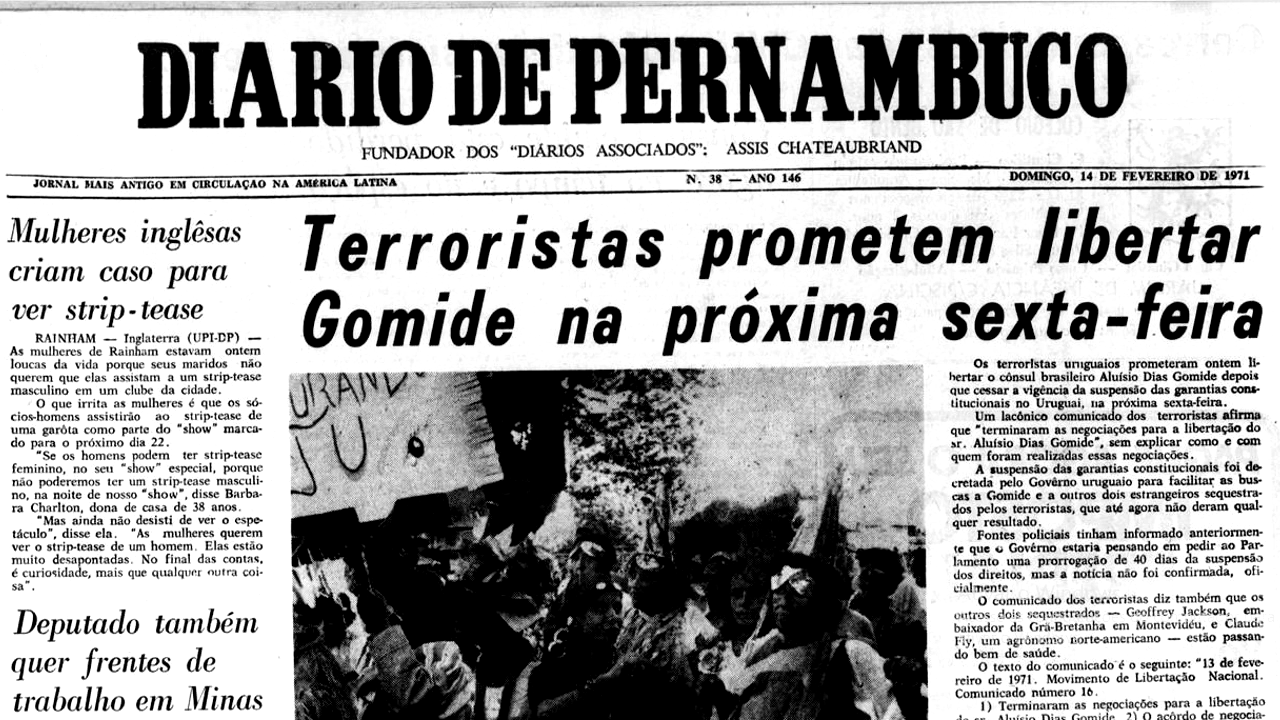 DIARIO DE PERNAMBUCO
FUNDADOR DOS "DIÁRIOS ASSOCIADOS": ASSIS CHATEAUBRIAND
JORNAL MAIS ANTIGO EM CIRCULAÇÃO NA AMÉRICA LATINA
N. 38 — ANO 146
DOMINGO, 14 DE FEVEREIRO DE 1971
Mulheres inglêsas
criam caso para
ver strip-tease
RAINHAM — Inglaterra (UPI-DP) —
As mulheres de Rainham estavam ontem
loucas da vida porque seus maridos não
querem que elas assistam a um strip-tease
masculino em um clube da cidade.
O que irrita as mulheres é que os só-
cios-homens assistirão ao strip-tease de
uma garôta como parte do "show" marca-
do para o próximo dia 22.
"Se os homens podem ter strip-tease
feminino, no seu "show" especial, porque
não poderemos ter um strip-tease masculi-
no, na noite de nosso "show", disse Barba-
ra Charlton, dona de casa de 38 anos.
"Mas ainda não desisti de ver o espe-
táculo", disse ela. "As mulheres querem
ver o strip-tease de um homem. Elas estão
muito desapontadas. No final das contas,
é curiosidade, mais que qualquer outra coi-
sa".
Deputado também
quer frentes de
trabalho em Minas
Terroristas prometem libertar
Gomide na próxima sexta-feira
URAND
JU
Os terroristas uruguaios prometeram ontem li-
bertar o cônsul brasileiro Aluísio Dias Gomide depois
que cessar a vigência da suspensão das garantias cons-
titucionais no Uruguai, na próxima sexta-feira.
Um lacônico comunicado dos terroristas afirma
que "terminaram as negociações para a libertação do
sr. Aluísio Dias Gomide", sem explicar como e com
quem foram realizadas essas negociações.
A suspensão das garantias constitucionais foi de-
cretada pelo Govêrno uruguaio para facilitar as bus-
cas a Gomide e a outros dois estrangeiros sequestra-
dos pelos terroristas, que até agora não deram qual-
quer resultado.
Fontes policiais tinham informado anteriormen-
te que o Govêrno estaria pensando em pedir ao Par-
lamento uma prorrogação de 40 dias da suspensão
dos direitos, mas a notícia não foi confirmada, ofi-
cialmente.
O comunicado dos terroristas diz também que os
outros dois sequestrados — Geoffrey Jackson, em-
baixador da Grã-Bretanha em Montevidéu, e Claude
Fly, um agrônomo norte-americano — estão passan-
do bem de saúde.
O texto do comunicado é o seguinte: "13 de feve-
reiro de 1971. Movimento de Libertação Nacional.
Comunicado número 16.
1) Terminaram as negociações para a libertação
do sr. Aluísio Dias Gomide. 2) O acôrdo de negocia-